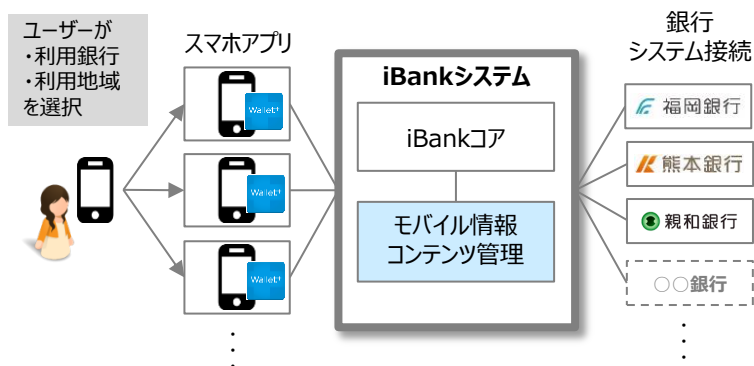 ユーザーが
・利用銀行
・利用地域
を選択
スマホアプリ
Wallet+
Wallet+
Wallet+
・
・
・
iBankシステム
iBankコア
モバイル情報
コンテンツ管理
銀行
システム接続
福岡銀行
熊本銀行
親和銀行
〇〇銀行
・
・
・